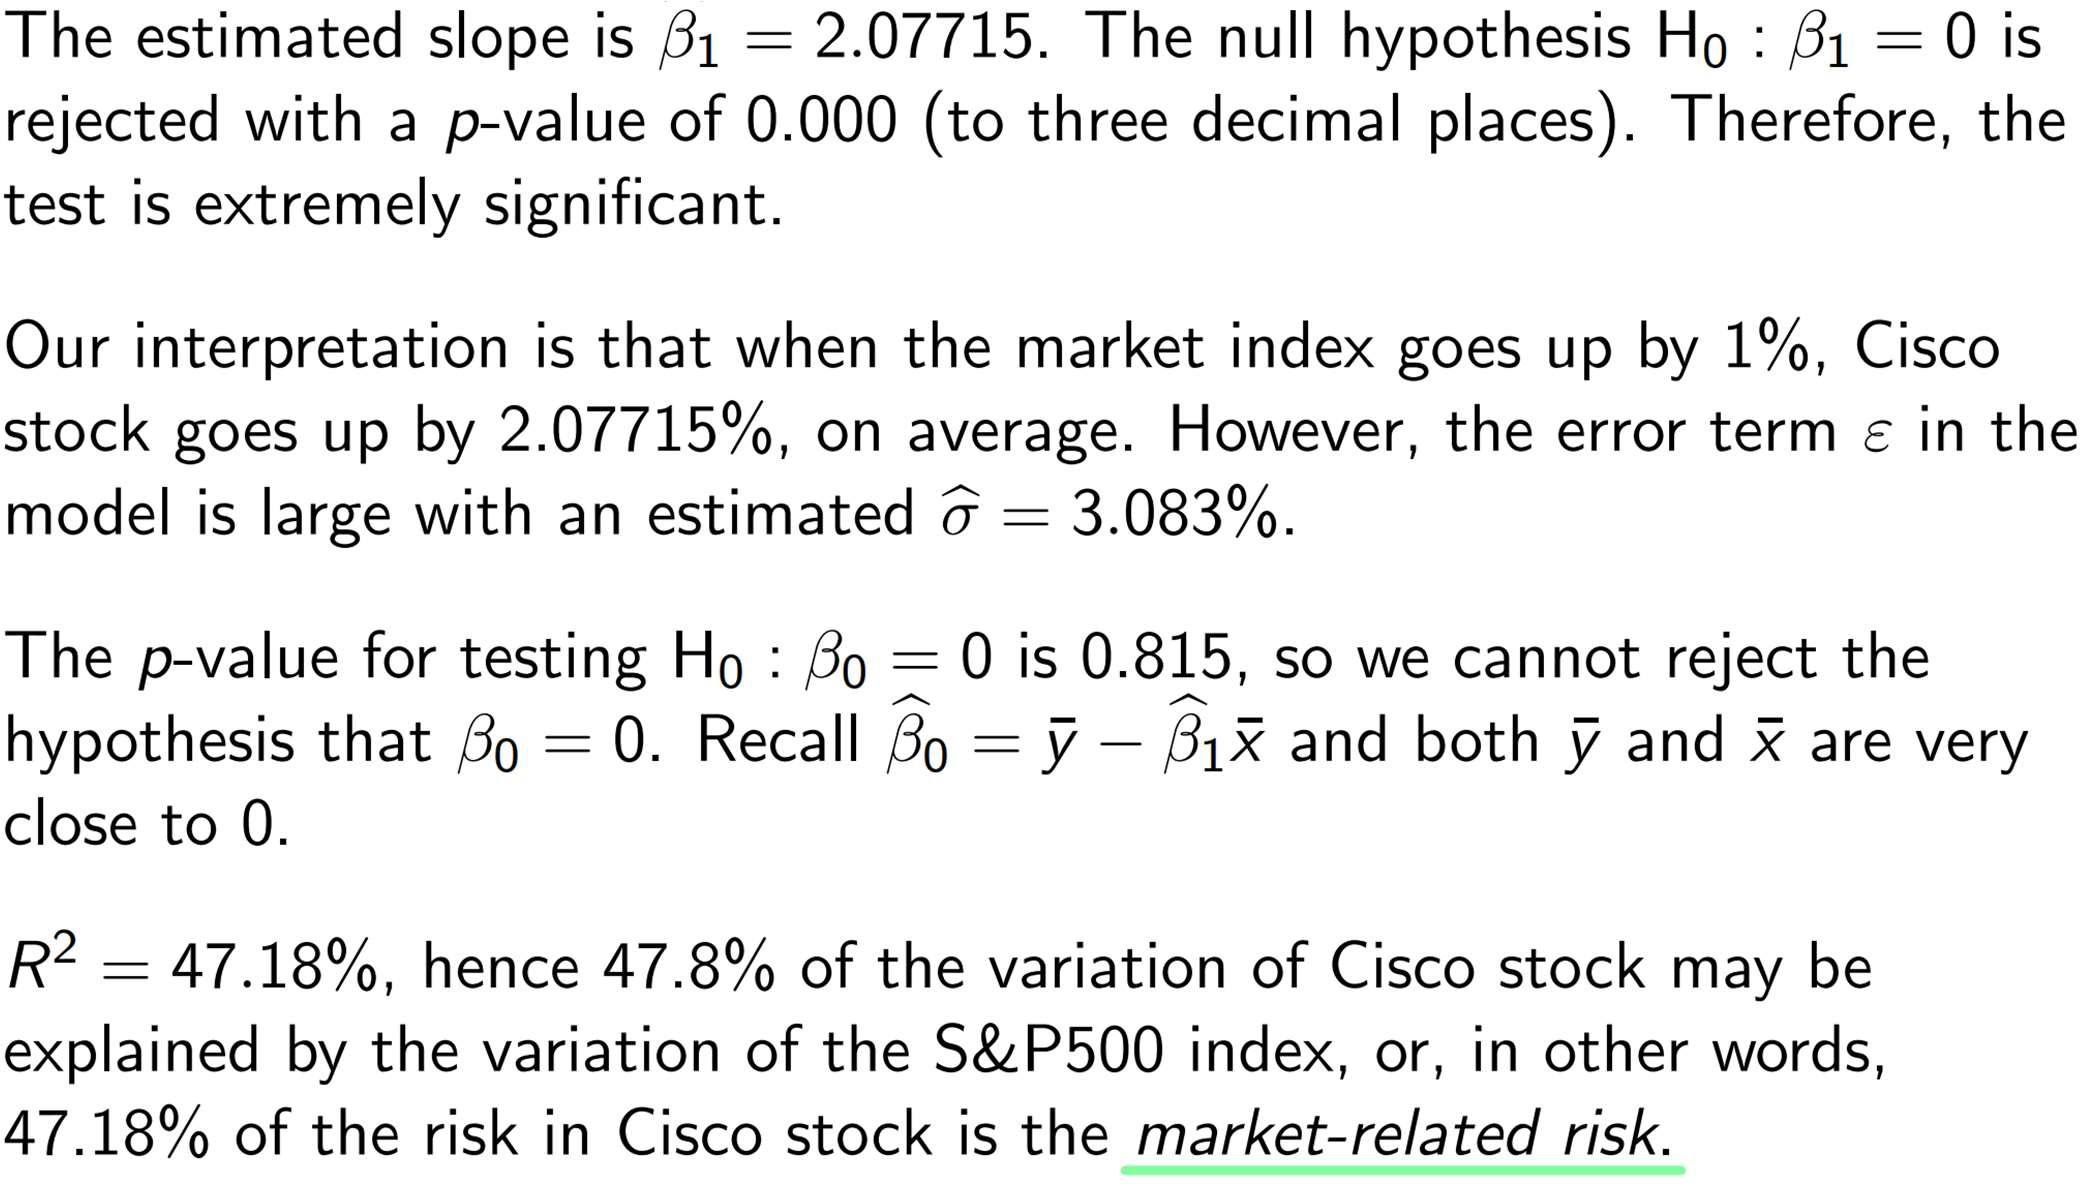 The estimated slope is β̂₁ = 2.07715. The null hypothesis H₀ : β₁ = 0 is
rejected with a p-value of 0.000 (to three decimal places). Therefore, the
test is extremely significant.
Our interpretation is that when the market index goes up by 1%, Cisco
stock goes up by 2.07715%, on average. However, the error term ε in the
model is large with an estimated σ̂ = 3.083%.
The p-value for testing H₀ : β₀ = 0 is 0.815, so we cannot reject the
hypothesis that β₀ = 0. Recall β̂₀ = ȳ − β̂₁x̄ and both ȳ and x̄ are very
close to 0.
R² = 47.18%, hence 47.8% of the variation of Cisco stock may be
explained by the variation of the S&P500 index, or, in other words,
47.18% of the risk in Cisco stock is the market-related risk.